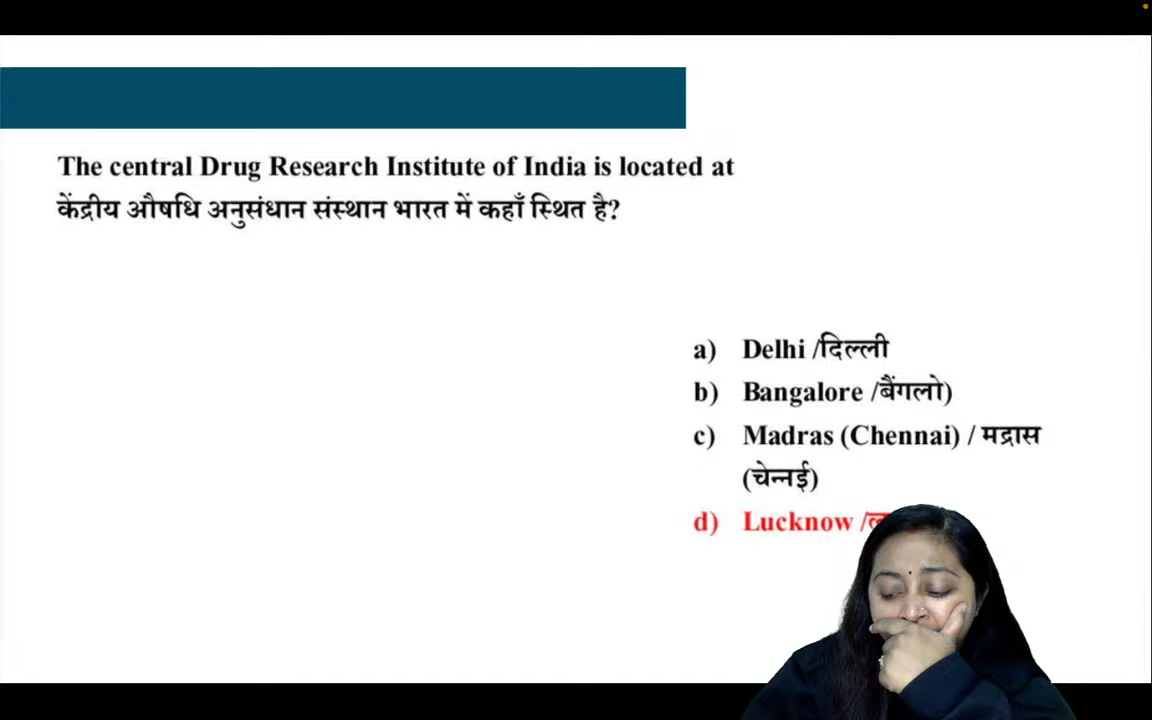 The central Drug Research Institute of India is located at
केंद्रीय औषधि अनुसंधान संस्थान भारत में कहाँ स्थित है?
a) Delhi /दिल्ली
b) Bangalore /बैंगलो)
c) Madras (Chennai) / मद्रास
(चेन्नई)
d) Lucknow /